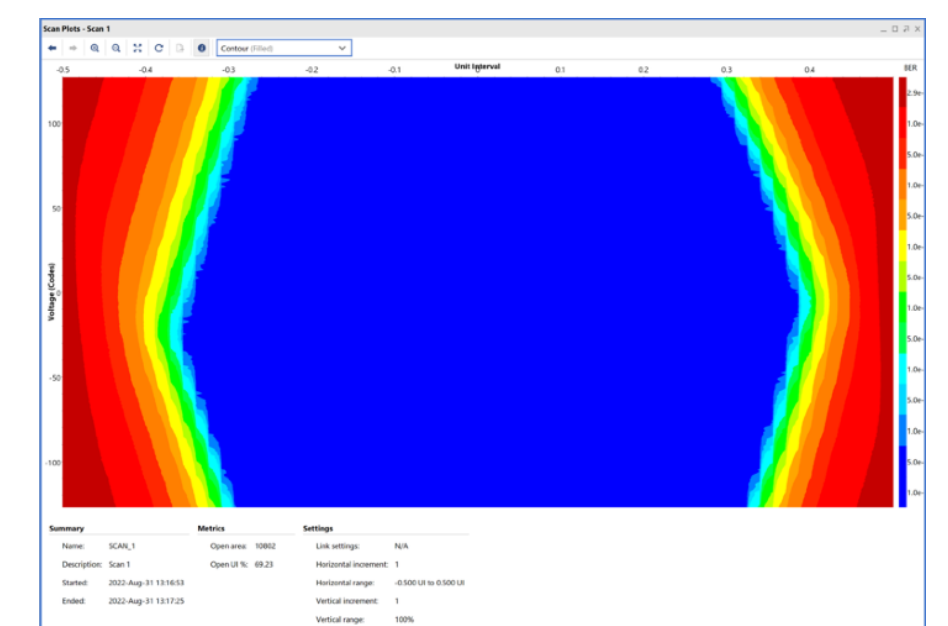 Scan Plots - Scan 1
Contour (Filled)
Unit Interval
-0.5 -0.4 -0.3 -0.2 -0.1 0 0.1 0.2 0.3 0.4
BER
2.9e-
1.0e-
5.0e-
1.0e-
5.0e-
1.0e-
5.0e-
1.0e-
5.0e-
1.0e-
5.0e-
1.0e-
5.0e-
1.0e-
100
50
0
-50
-100
Voltage (Codes)
Summary Metrics Settings
Name: SCAN_1 Open area: 10802 Link settings: N/A
Description: Scan 1 Open UI %: 69.23 Horizontal increment: 1
Started: 2022-Aug-31 13:16:53 Horizontal range: -0.500 UI to 0.500 UI
Ended: 2022-Aug-31 13:17:25 Vertical increment: 1
Vertical range: 100%